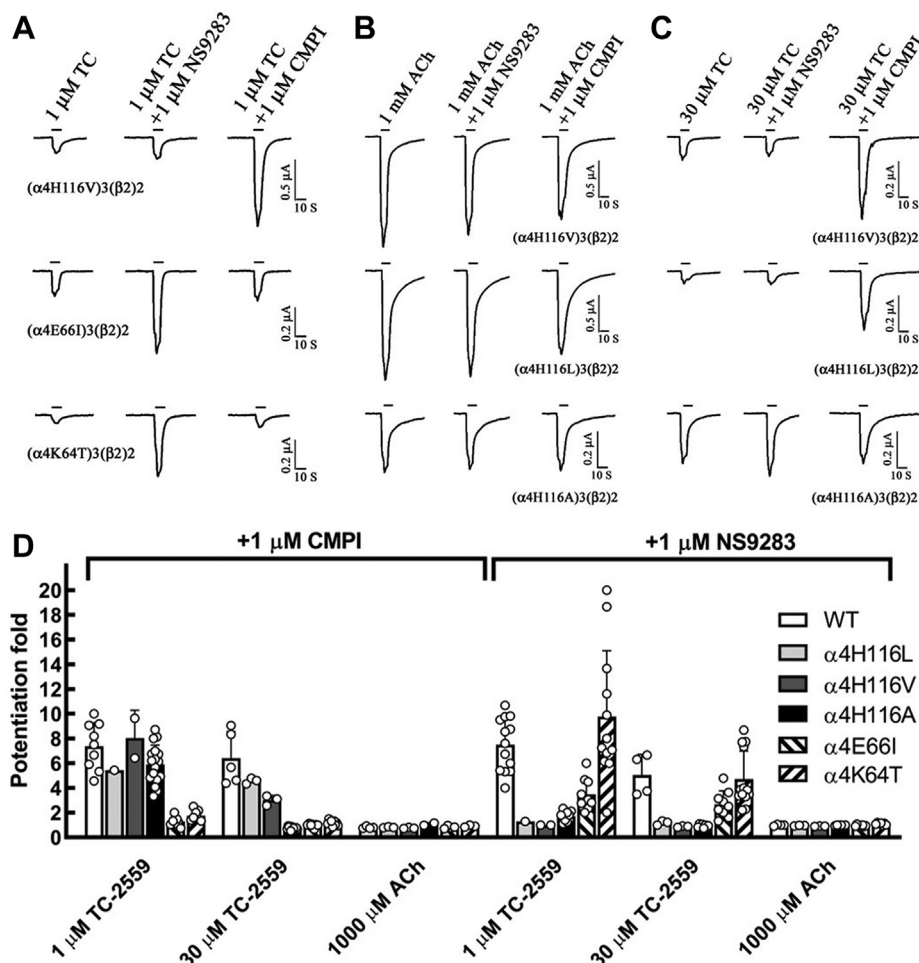 A
1 µM TC
1 µM TC
+1 µM NS9283
1 µM TC
+1 µM CMPI
(α4H116V)3(β2)2
0.5 µA
10 S
(α4E66I)3(β2)2
0.2 µA
10 S
(α4K64T)3(β2)2
0.2 µA
10 S
B
1 mM ACh
1 mM ACh
+1 µM NS9283
1 mM ACh
+1 µM CMPI
0.5 µA
10 S
(α4H116V)3(β2)2
0.5 µA
10 S
(α4H116L)3(β2)2
0.2 µA
10 S
(α4H116A)3(β2)2
C
30 µM TC
30 µM TC
+1 µM NS9283
30 µM TC
+1 µM CMPI
0.2 µA
10 S
(α4H116V)3(β2)2
0.2 µA
10 S
(α4H116L)3(β2)2
0.2 µA
10 S
(α4H116A)3(β2)2
D
+1 µM CMPI
+1 µM NS9283
Potentiation fold
20
18
16
14
12
10
8
6
4
2
0
WT
α4H116L
α4H116V
α4H116A
α4E66I
α4K64T
1 µM TC-2559
30 µM TC-2559
1000 µM ACh
1 µM TC-2559
30 µM TC-2559
1000 µM ACh